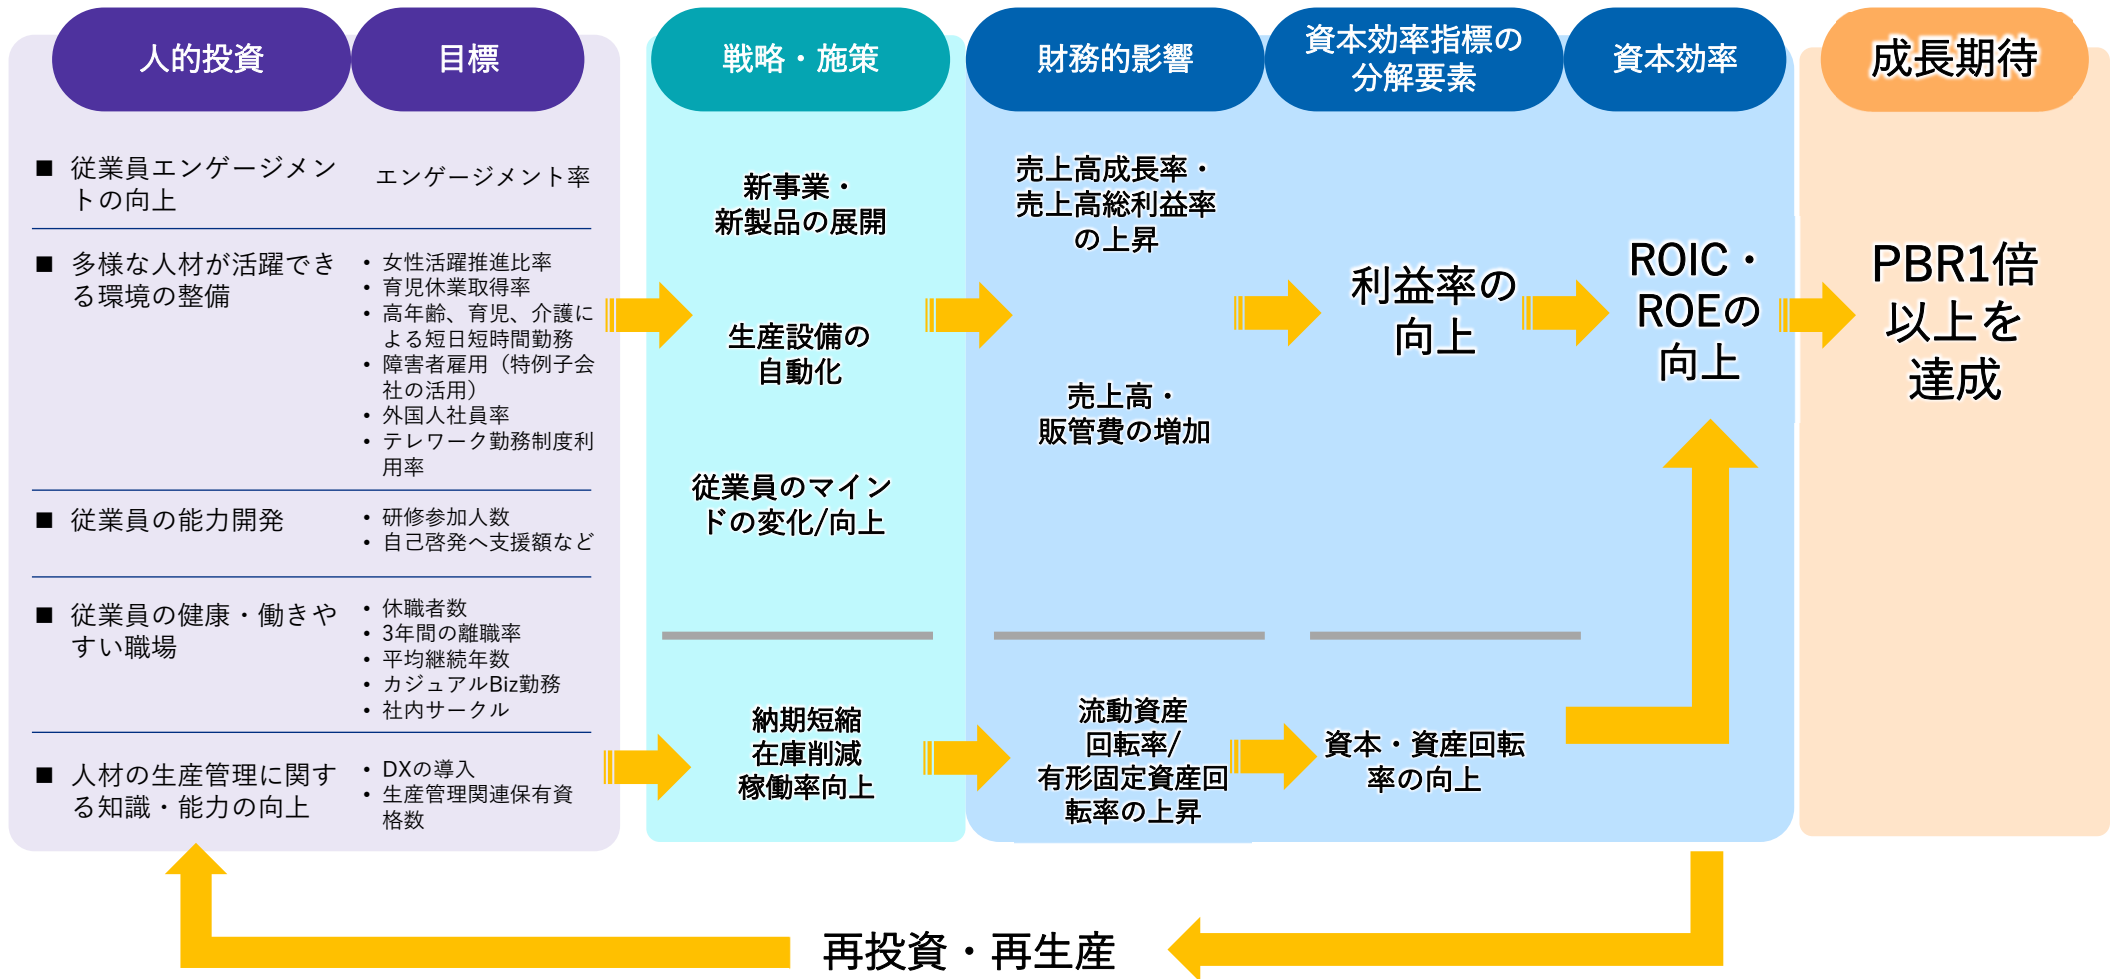 人的投資
目標
戦略・施策
財務的影響
資本効率指標の
分解要素
資本効率
成長期待
■ 従業員エンゲージメン
トの向上
エンゲージメント率
■ 多様な人材が活躍でき
る環境の整備
• 女性活躍推進比率
• 育児休業取得率
• 高年齢、育児、介護に
よる短日短時間勤務
• 障害者雇用（特例子会
社の活用）
• 外国人社員率
• テレワーク勤務制度利
用率
■ 従業員の能力開発
• 研修参加人数
• 自己啓発へ支援額など
■ 従業員の健康・働きや
すい職場
• 休職者数
• 3年間の離職率
• 平均継続年数
• カジュアルBiz勤務
• 社内サークル
■ 人材の生産管理に関す
る知識・能力の向上
• DXの導入
• 生産管理関連保有資
格数
新事業・
新製品の展開
生産設備の
自動化
従業員のマイン
ドの変化/向上
納期短縮
在庫削減
稼働率向上
売上高成長率・
売上高総利益率
の上昇
売上高・
販管費の増加
流動資産
回転率/
有形固定資産回
転率の上昇
利益率の
向上
資本・資産回転
率の向上
ROIC・
ROEの
向上
PBR1倍
以上を
達成
再投資・再生産